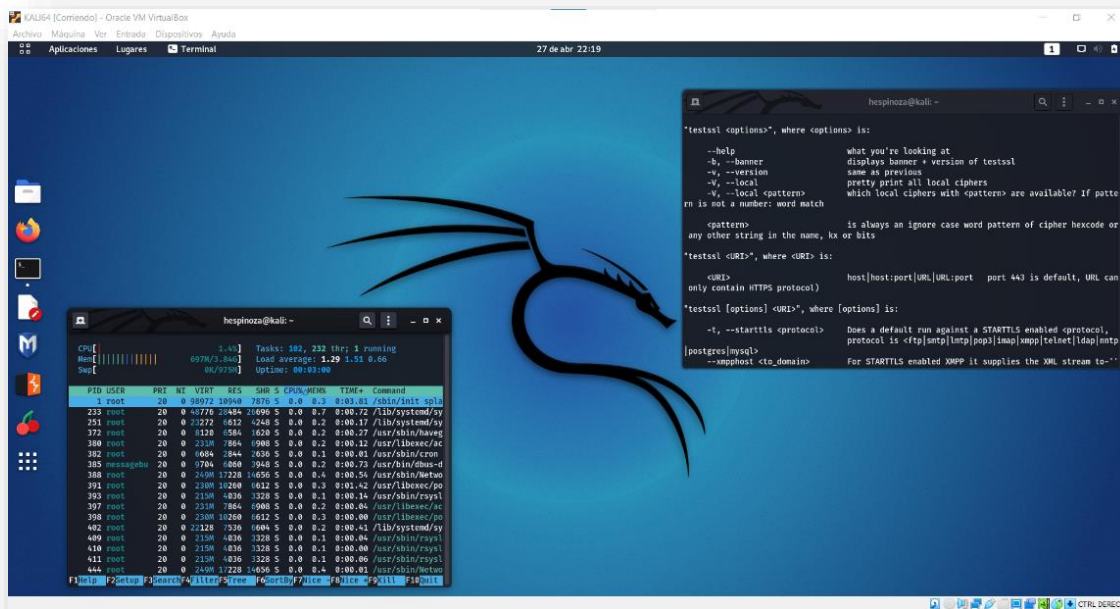 KALI64 [Corriendo] - Oracle VM VirtualBox
Archivo Máquina Ver Entrada Dispositivos Ayuda
Aplicaciones Lugares Terminal 27 de abr 22:19 1
hespinoza@kali: ~
"testssl <options>", where <options> is:
--help what you're looking at
-b, --banner displays banner + version of testssl
-v, --version same as previous
-V, --local pretty print all local ciphers
-V, --local <pattern> which local ciphers with <pattern> are available? If patte
rn is not a number: word match
<pattern> is always an ignore case word pattern of cipher hexcode or
any other string in the name, kx or bits
"testssl <URI>", where <URI> is:
<URI> host|host:port|URL|URL:port port 443 is default, URL can
only contain HTTPS protocol)
"testssl [options] <URI>", where [options] is:
-t, --starttls <protocol> Does a default run against a STARTTLS enabled <protocol,
protocol is <ftp|smtp|lmtp|pop3|imap|xmpp|telnet|ldap|nntp
|postgres|mysql>
--xmpphost <to_domain> For STARTTLS enabled XMPP it supplies the XML stream to-''
hespinoza@kali: ~
CPU[| 1.4%] Tasks: 102, 232 thr; 1 running
Mem[||||||||||||| 697M/3.84G] Load average: 1.29 1.51 0.66
Swp[ 0K/975M] Uptime: 00:03:00
PID USER PRI NI VIRT RES SHR S CPU% MEM% TIME+ Command
1 root 20 0 98972 10940 7876 S 0.0 0.3 0:03.81 /sbin/init spla
233 root 20 0 48776 28484 26696 S 0.0 0.7 0:00.72 /lib/systemd/sy
251 root 20 0 23272 6612 4248 S 0.0 0.2 0:00.17 /lib/systemd/sy
372 root 20 0 8120 6584 1620 S 0.0 0.2 0:00.27 /usr/sbin/haveg
380 root 20 0 231M 7864 6908 S 0.0 0.2 0:00.12 /usr/libexec/ac
382 root 20 0 6684 2844 2636 S 0.0 0.1 0:00.01 /usr/sbin/cron
385 messagebu 20 0 9704 6060 3948 S 0.0 0.2 0:00.73 /usr/bin/dbus-d
388 root 20 0 249M 17228 14656 S 0.0 0.4 0:00.54 /usr/sbin/Netwo
391 root 20 0 230M 10260 6612 S 0.0 0.3 0:01.42 /usr/libexec/po
393 root 20 0 215M 4036 3328 S 0.0 0.1 0:00.14 /usr/sbin/rsysl
397 root 20 0 231M 7864 6908 S 0.0 0.2 0:00.04 /usr/libexec/ac
398 root 20 0 230M 10260 6612 S 0.0 0.3 0:00.00 /usr/libexec/po
402 root 20 0 22128 7536 6604 S 0.0 0.2 0:00.41 /lib/systemd/sy
409 root 20 0 215M 4036 3328 S 0.0 0.1 0:00.04 /usr/sbin/rsysl
410 root 20 0 215M 4036 3328 S 0.0 0.1 0:00.00 /usr/sbin/rsysl
411 root 20 0 215M 4036 3328 S 0.0 0.1 0:00.06 /usr/sbin/rsysl
444 root 20 0 249M 17228 14656 S 0.0 0.4 0:00.01 /usr/sbin/Netwo
F1Help F2Setup F3Search F4Filter F5Tree F6SortBy F7Nice - F8Nice + F9Kill F10Quit
CTRL DEREC